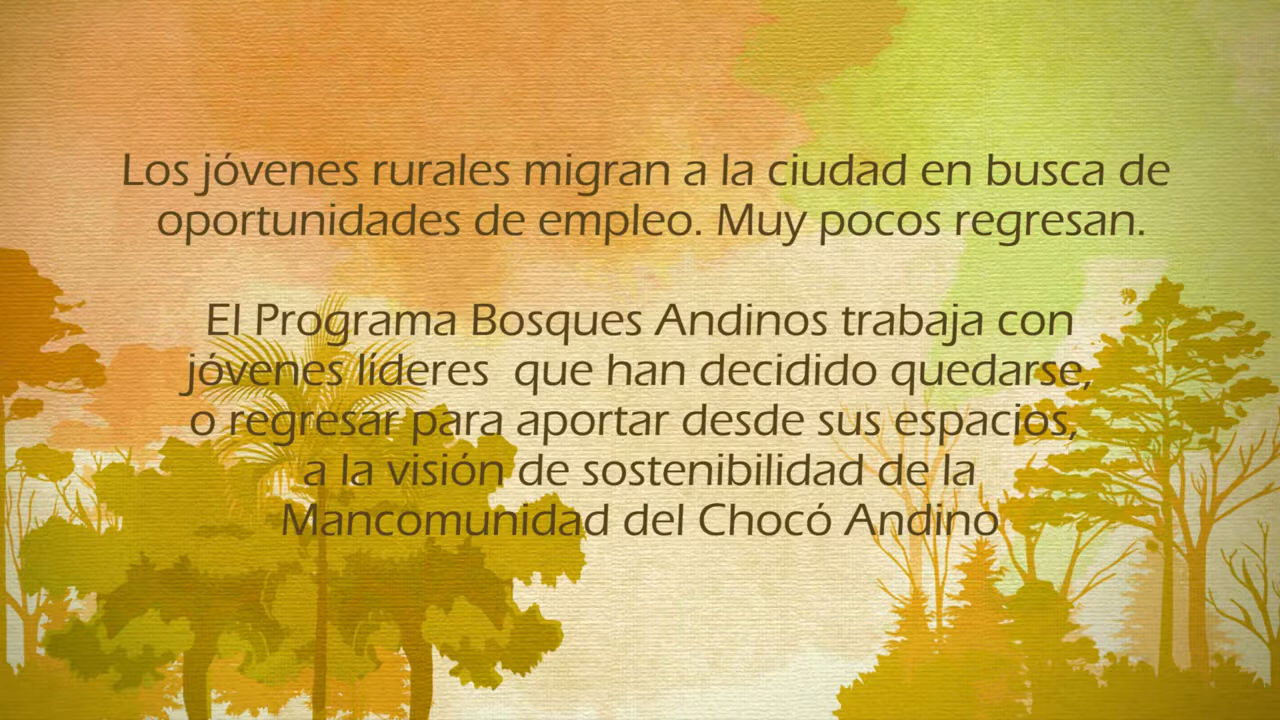 Los jóvenes rurales migran a la ciudad en busca de
oportunidades de empleo. Muy pocos regresan.
El Programa Bosques Andinos trabaja con
jóvenes líderes  que han decidido quedarse,
o regresar para aportar desde sus espacios,
a la visión de sostenibilidad de la
Mancomunidad del Chocó Andino